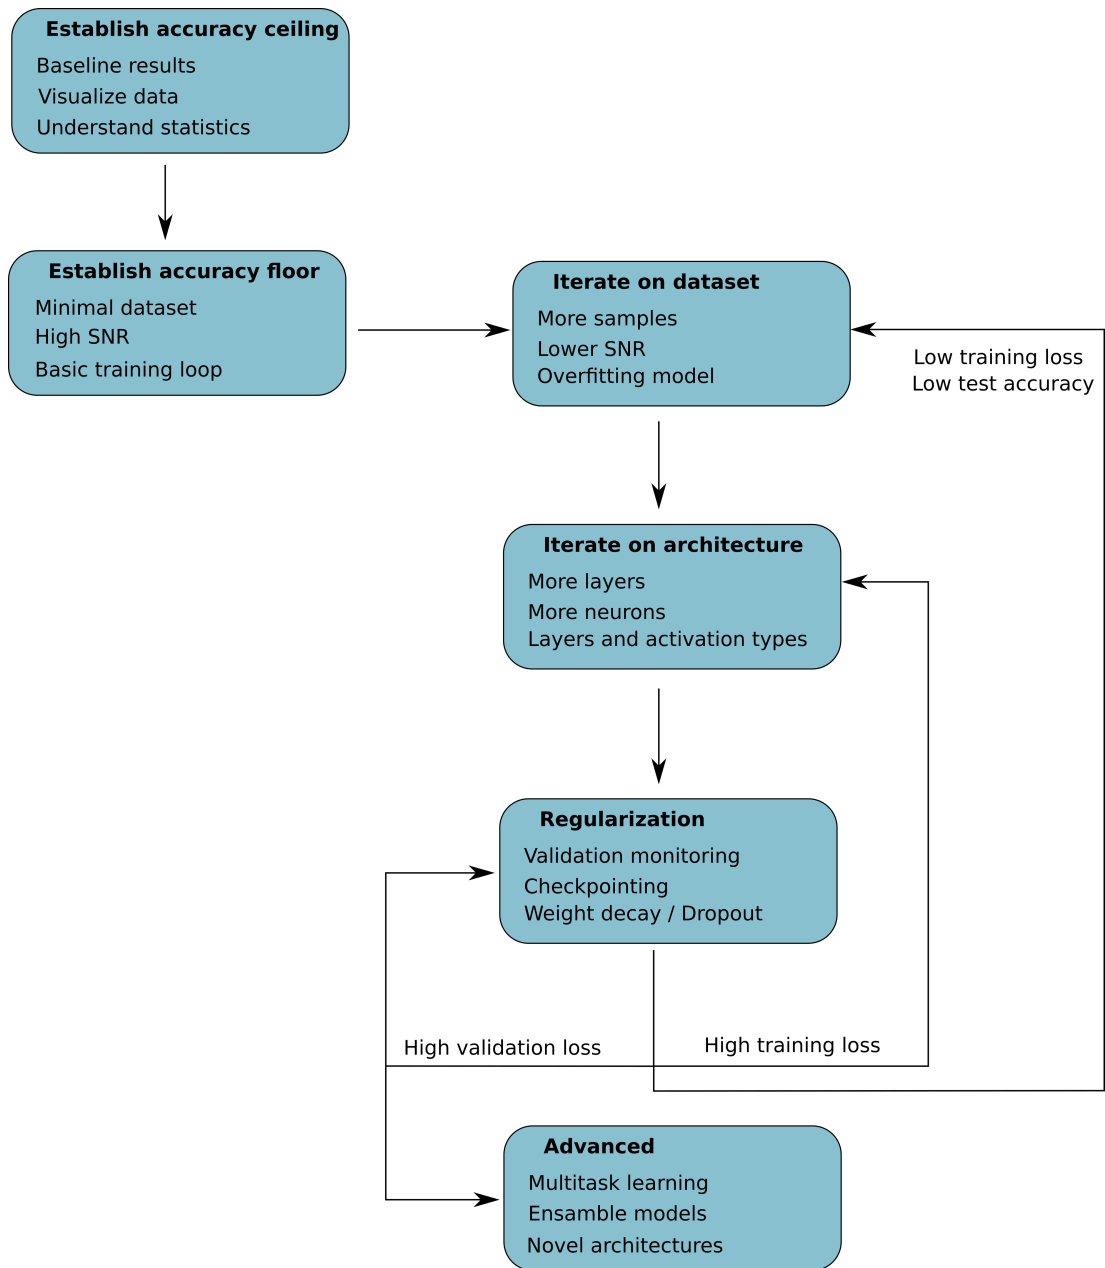 Establish accuracy ceiling
Baseline results
Visualize data
Understand statistics
Establish accuracy floor
Minimal dataset
High SNR
Basic training loop
Iterate on dataset
More samples
Lower SNR
Overfitting model
Low training loss
Low test accuracy
Iterate on architecture
More layers
More neurons
Layers and activation types
Regularization
Validation monitoring
Checkpointing
Weight decay / Dropout
High validation loss
High training loss
Advanced
Multitask learning
Ensamble models
Novel architectures